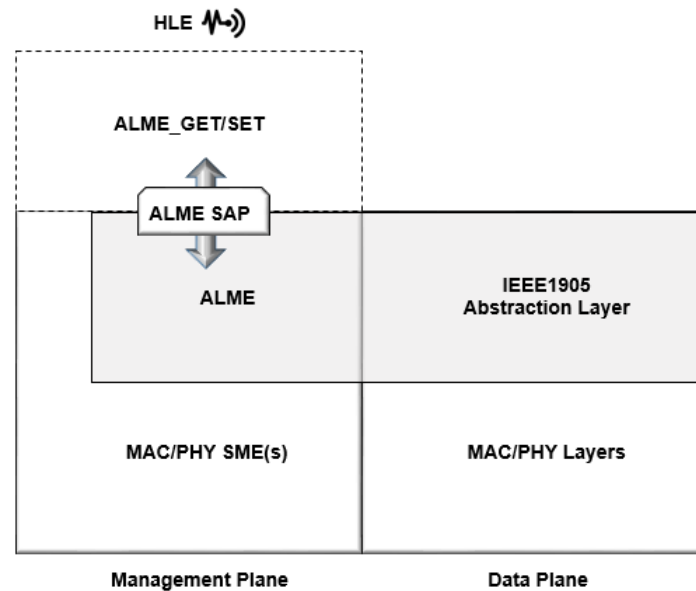 HLE
ALME_GET/SET
ALME SAP
ALME
IEEE1905
Abstraction Layer
MAC/PHY SME(s)
MAC/PHY Layers
Management Plane
Data Plane